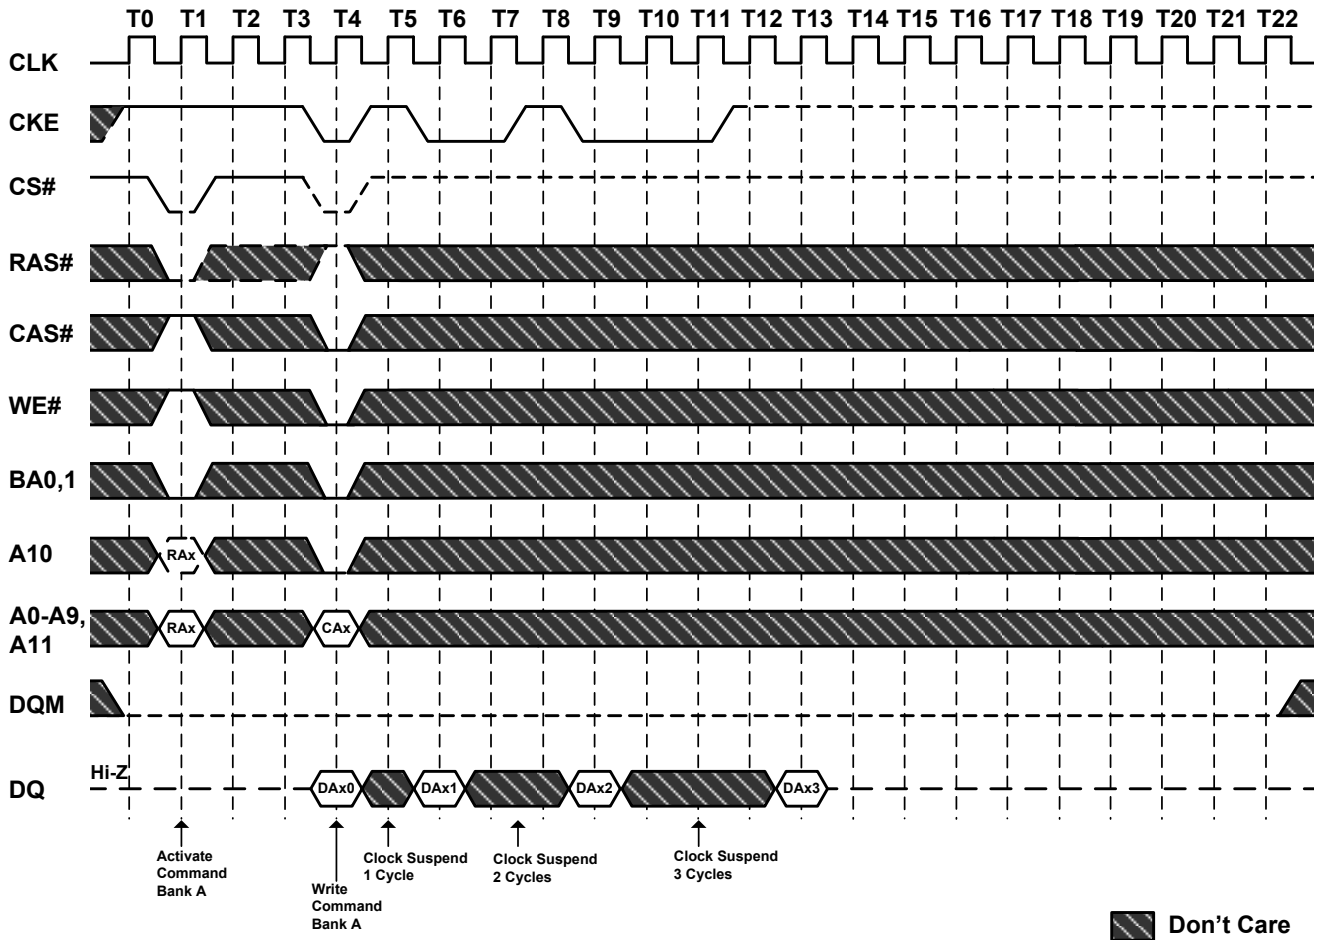 T0 T1 T2 T3 T4 T5 T6 T7 T8 T9 T10 T11 T12 T13 T14 T15 T16 T17 T18 T19 T20 T21 T22
CLK
CKE
CS#
RAS#
CAS#
WE#
BA0,1
A10 RAx
A0-A9,
A11
RAx CAx
DQM
Hi-Z
DQ DAx0 DAx1 DAx2 DAx3
Activate
Command
Bank A
Write
Command
Bank A
Clock Suspend
1 Cycle
Clock Suspend
2 Cycles
Clock Suspend
3 Cycles
Don't Care